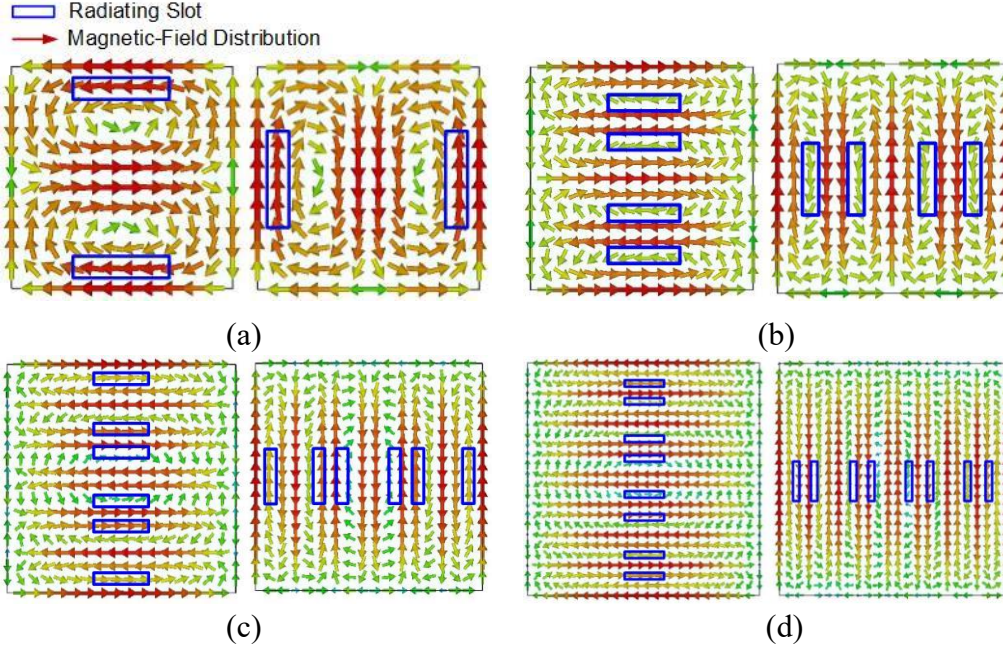 Radiating Slot
Magnetic-Field Distribution
(a)
(b)
(c)
(d)